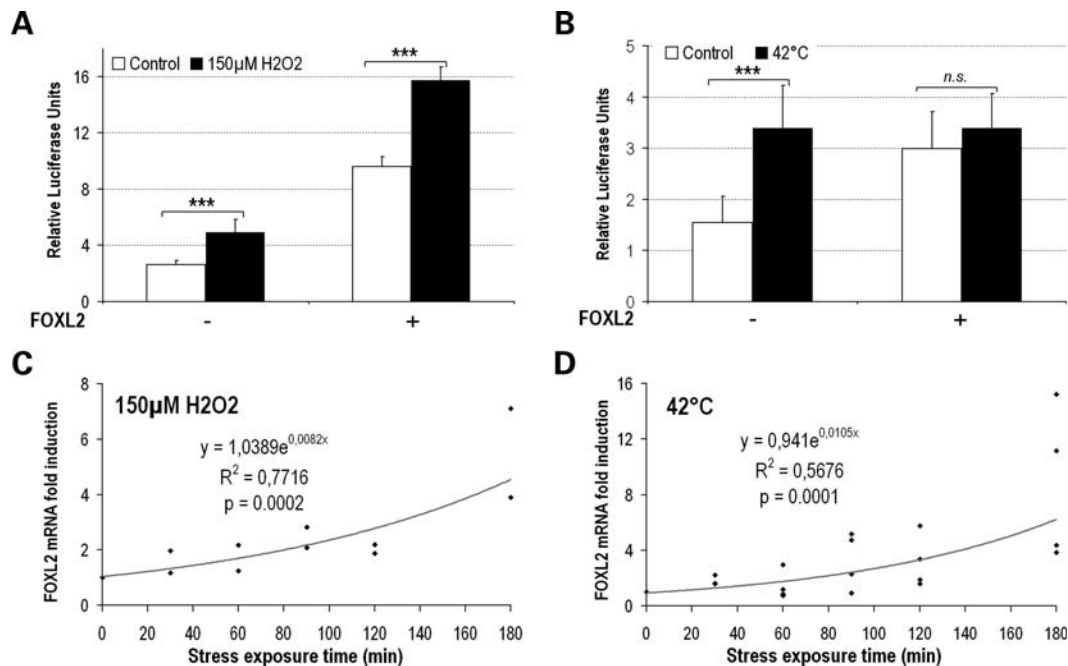 A
Control 150µM H2O2
***
***
Relative Luciferase Units
16
12
8
4
0
FOXL2 - +
B
Control 42°C
***
n.s.
Relative Luciferase Units
5
4
3
2
1
0
FOXL2 - +
C
150µM H2O2
y = 1,0389e^0,0082x
R² = 0,7716
p = 0.0002
FOXL2 mRNA fold induction
8
6
4
2
0
0 20 40 60 80 100 120 140 160 180
Stress exposure time (min)
D
42°C
y = 0,941e^0,0105x
R² = 0,5676
p = 0.0001
FOXL2 mRNA fold induction
16
12
8
4
0
0 20 40 60 80 100 120 140 160 180
Stress exposure time (min)